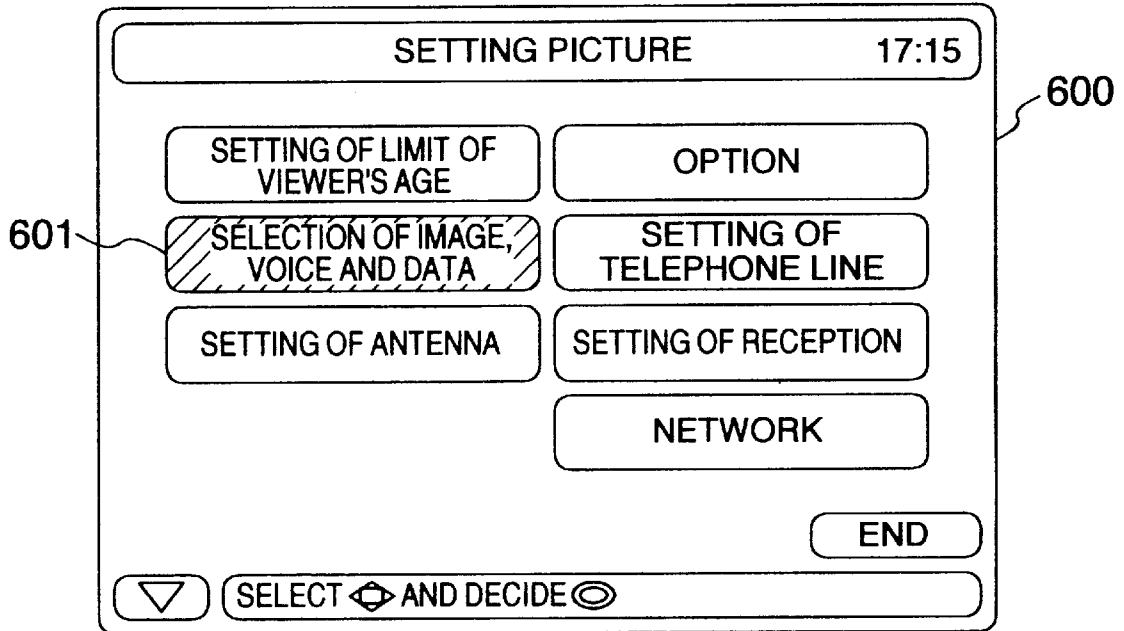 SETTING PICTURE 17:15
600
SETTING OF LIMIT OF
VIEWER'S AGE
OPTION
601
SELECTION OF IMAGE,
VOICE AND DATA
SETTING OF
TELEPHONE LINE
SETTING OF ANTENNA
SETTING OF RECEPTION
NETWORK
END
SELECT AND DECIDE